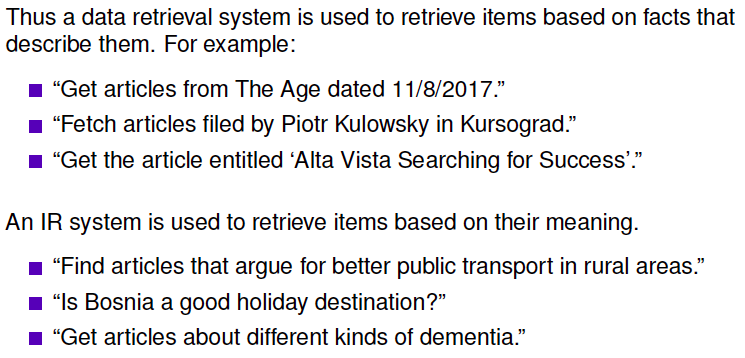 Thus a data retrieval system is used to retrieve items based on facts that
describe them. For example:
“Get articles from The Age dated 11/8/2017.”
“Fetch articles filed by Piotr Kulowsky in Kursograd.”
“Get the article entitled ‘Alta Vista Searching for Success’.”
An IR system is used to retrieve items based on their meaning.
“Find articles that argue for better public transport in rural areas.”
“Is Bosnia a good holiday destination?”
“Get articles about different kinds of dementia.”